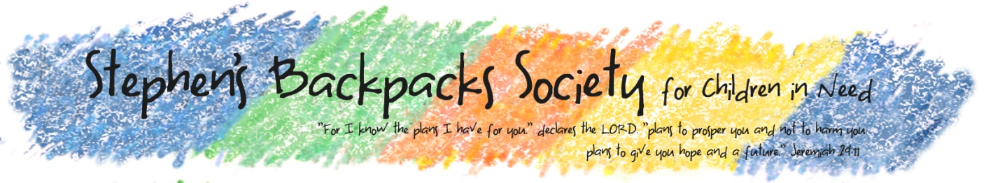 Stephen's Backpacks Society for Children in Need
"For I know the plans I have for you." declares the LORD, "plans to prosper you and not to harm you
plans to give you hope and a future." Jeremiah 29:11